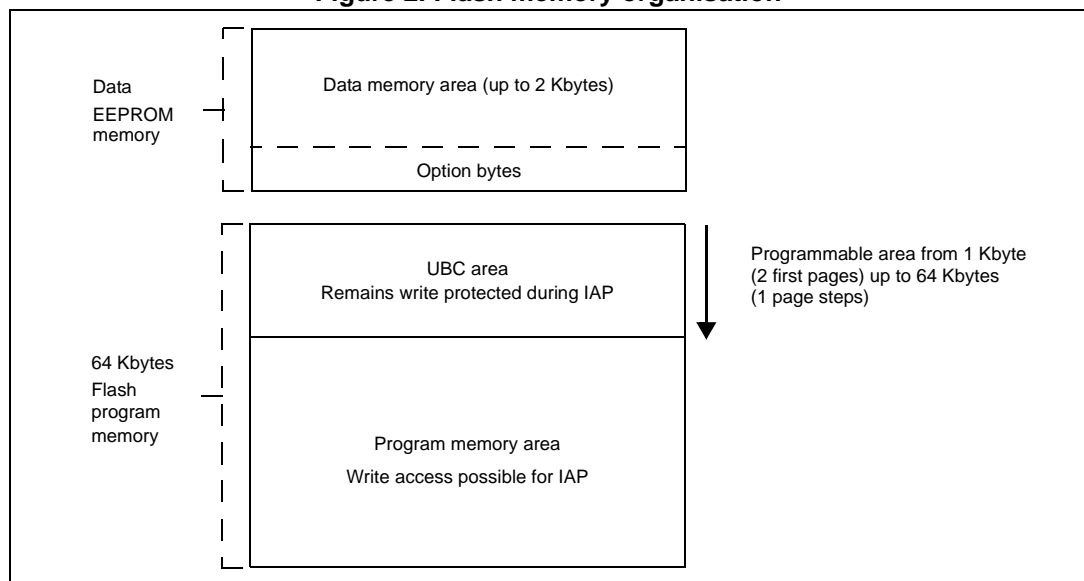 Figure 2. Flash memory organisation
Data memory area (up to 2 Kbytes)
Data
EEPROM
memory
Option bytes
UBC area
Remains write protected during IAP
Programmable area from 1 Kbyte
(2 first pages) up to 64 Kbytes
(1 page steps)
64 Kbytes
Flash
program
memory
Program memory area
Write access possible for IAP